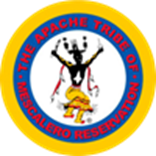 · THE APACHE TRIBE OF ·
MESCALERO RESERVATION